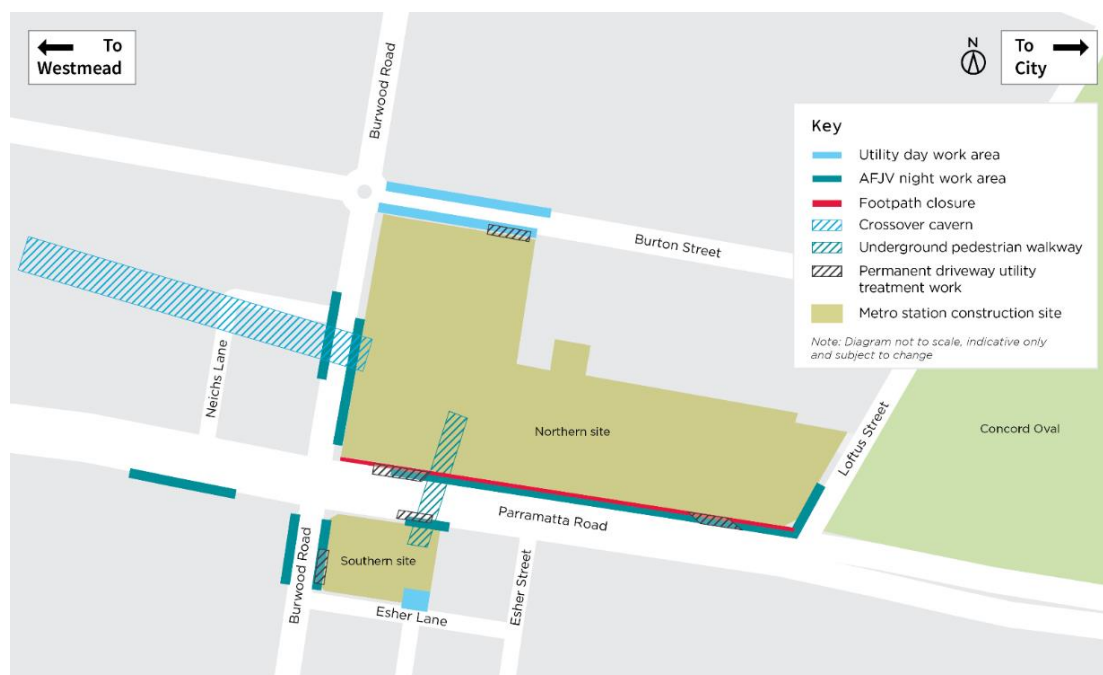 To
Westmead
Burwood Road
N
To
City
Key
Utility day work area
AFJV night work area
Footpath closure
Crossover cavern
Underground pedestrian walkway
Permanent driveway utility
treatment work
Metro station construction site
Note: Diagram not to scale, indicative only
and subject to change
Burton Street
Neichs Lane
Northern site
Loftus Street
Concord Oval
Parramatta Road
Southern site
Burwood Road
Esher Lane
Esher Street